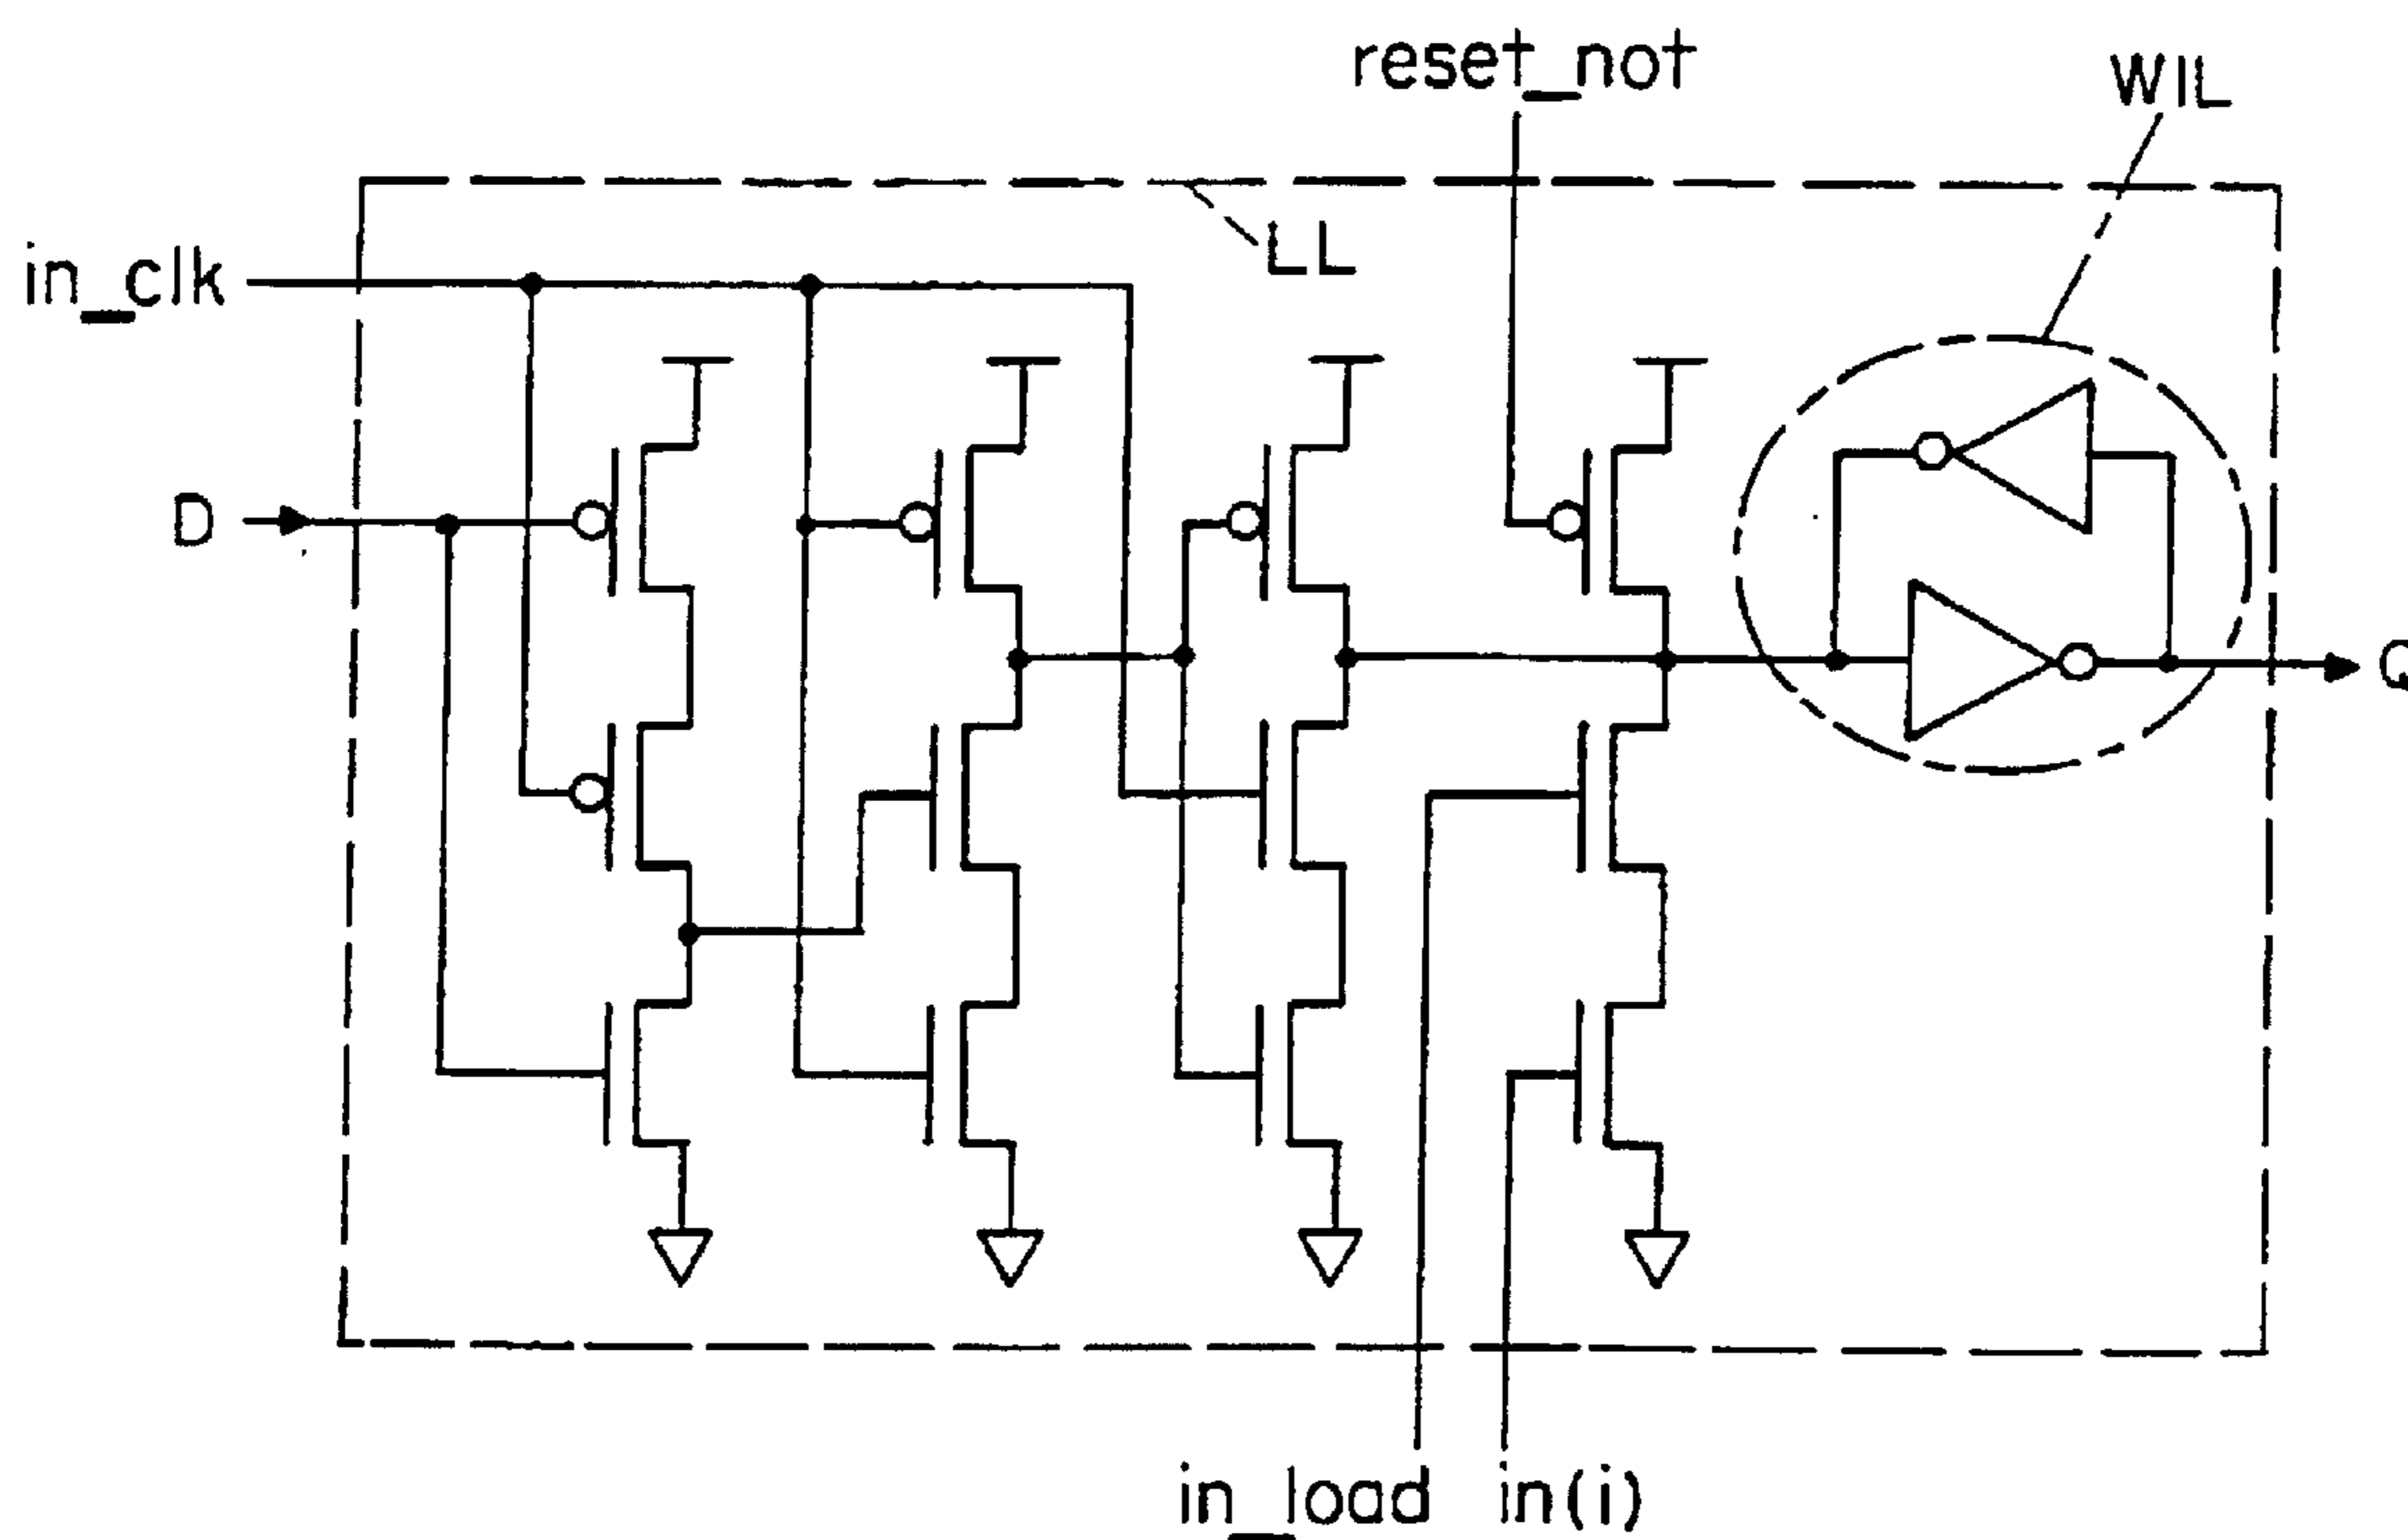 reset_not
WIL
LL
in_clk
D
Q
in_load
in(i)